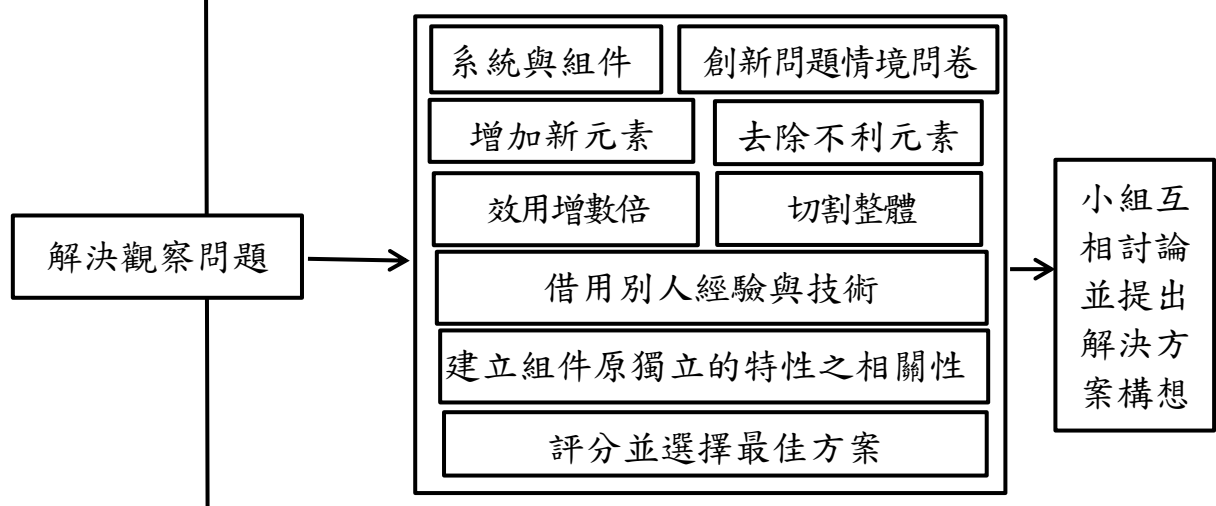 解決觀察問題
系統與組件
創新問題情境問卷
增加新元素
去除不利元素
效用增數倍
切割整體
借用別人經驗與技術
建立組件原獨立的特性之相關性
評分並選擇最佳方案
小組互
相討論
並提出
解決方
案構想